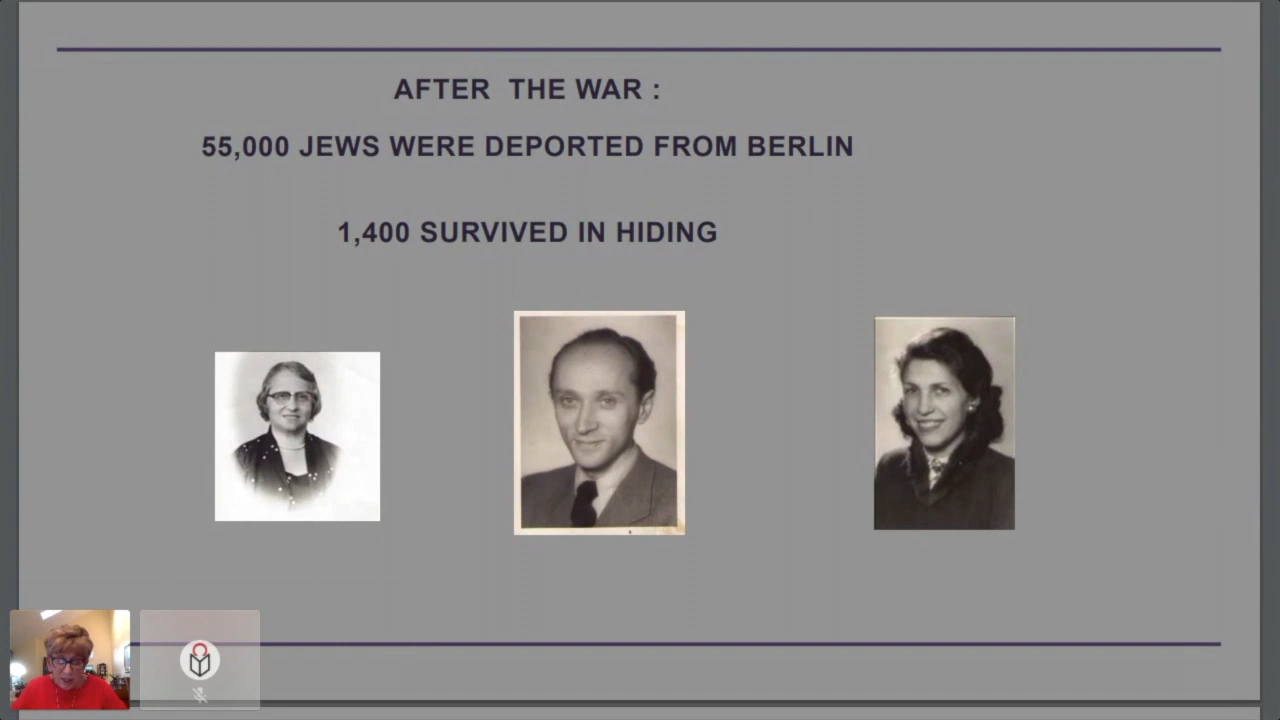 AFTER THE WAR :
55,000 JEWS WERE DEPORTED FROM BERLIN
1,400 SURVIVED IN HIDING